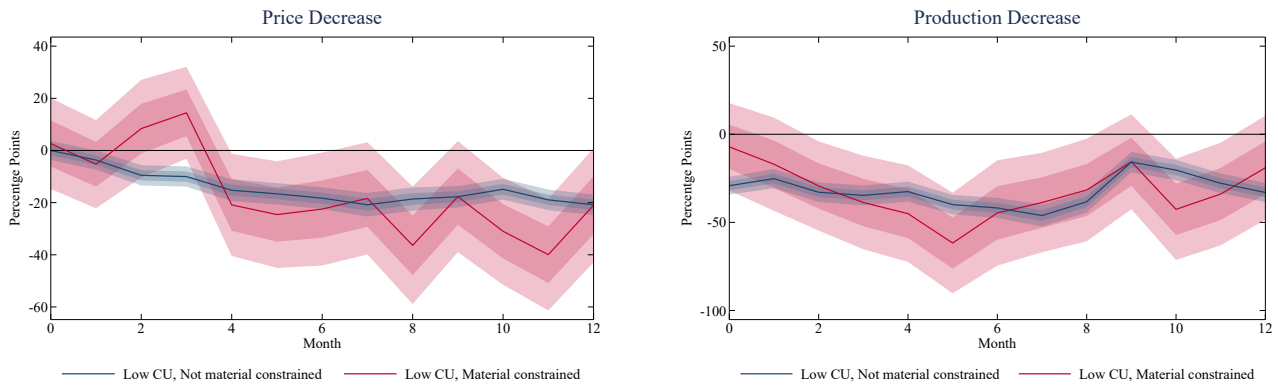 Price Decrease
40
20
0
-20
-40
-60
Percentge Points
0 2 4 6 8 10 12
Month
Low CU, Not material constrained Low CU, Material constrained
Production Decrease
50
0
-50
-100
Percentge Points
0 2 4 6 8 10 12
Month
Low CU, Not material constrained Low CU, Material constrained